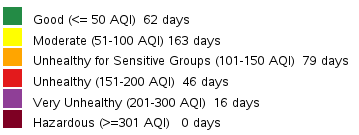 Good (<= 50 AQI) 62 days
Moderate (51-100 AQI) 163 days
Unhealthy for Sensitive Groups (101-150 AQI) 79 days
Unhealthy (151-200 AQI) 46 days
Very Unhealthy (201-300 AQI) 16 days
Hazardous (>=301 AQI) 0 days